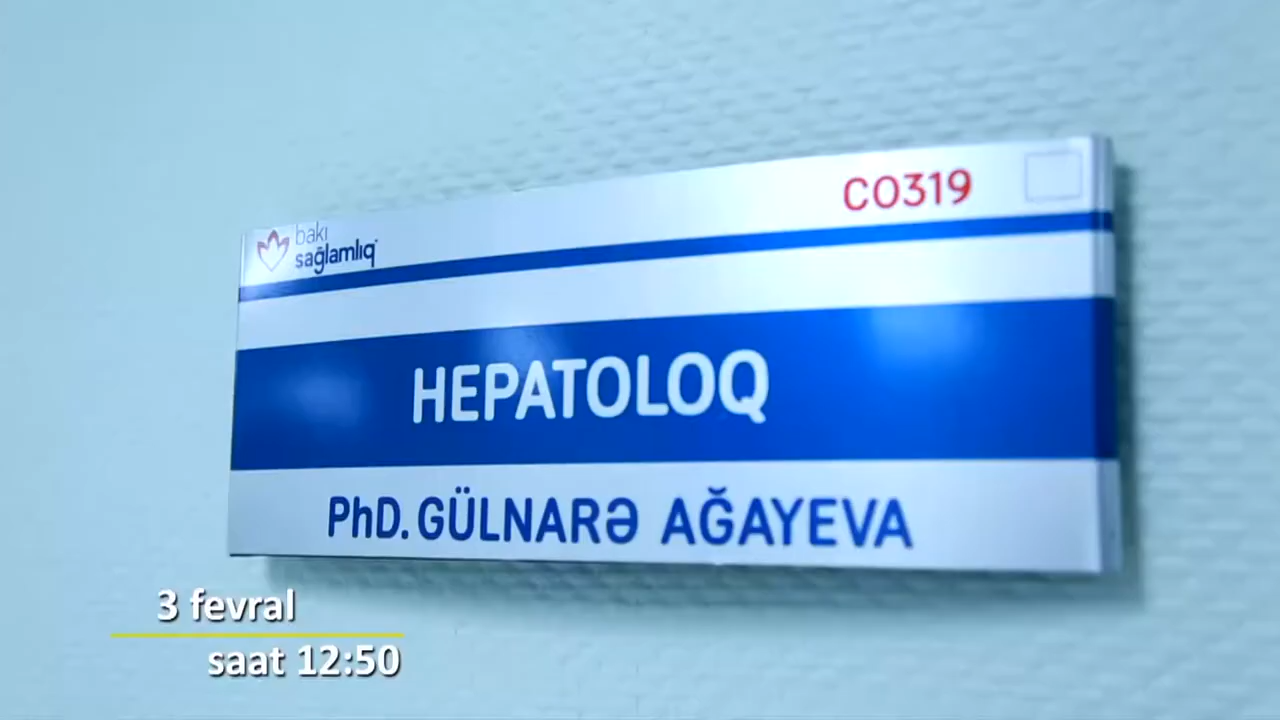 bakı
sağlamlıq
CO319
HEPATOLOQ
PhD. GÜLNARƏ AĞAYEVA
3 fevral
saat 12:50